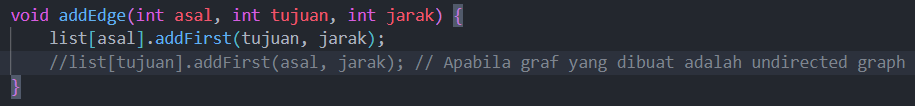 void addEdge(int asal, int tujuan, int jarak) {
    list[asal].addFirst(tujuan, jarak);
    //list[tujuan].addFirst(asal, jarak); // Apabila graf yang dibuat adalah undirected graph
}